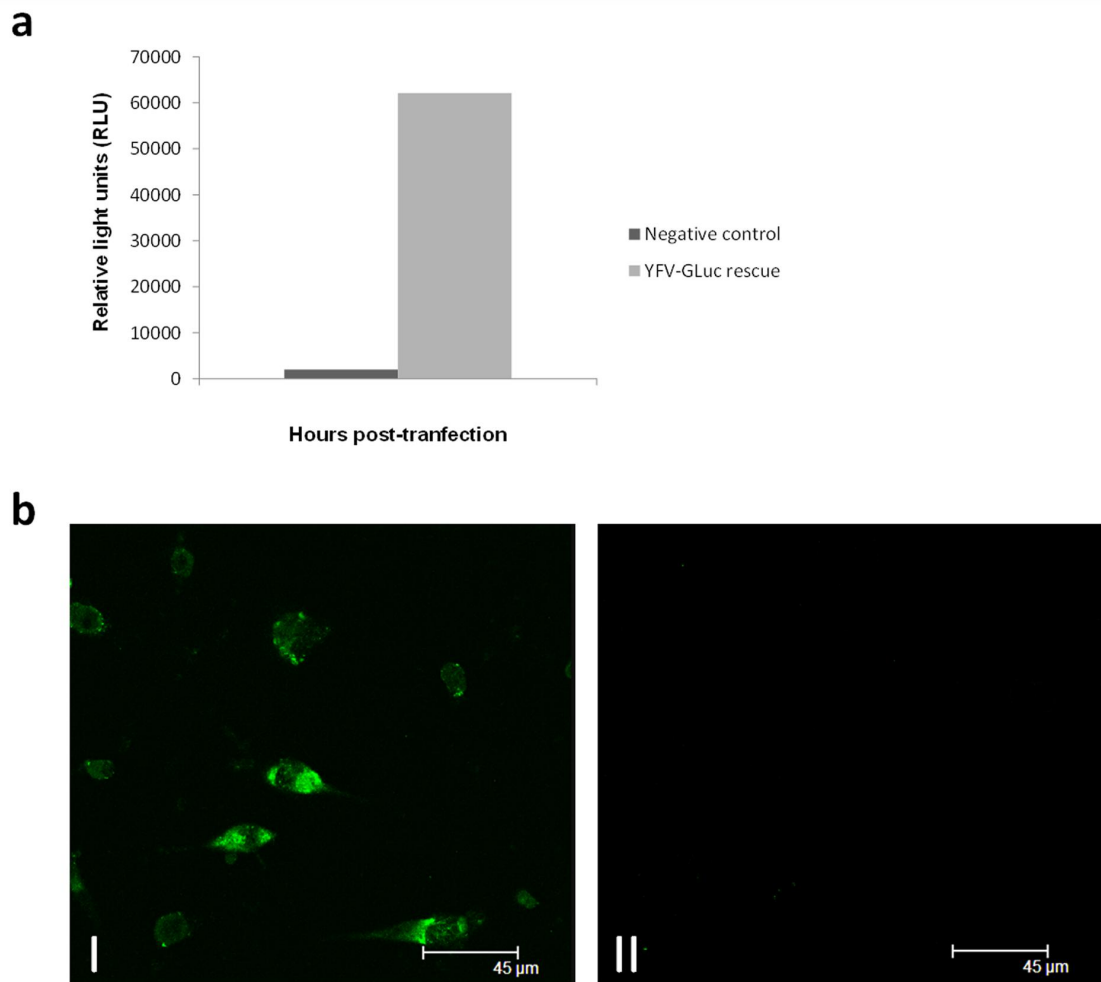 a
70000
60000
50000
40000
30000
20000
10000
0
Relative light units (RLU)
Hours post-tranfection
Negative control
YFV-GLuc rescue
b
I
45 µm
II
45 µm